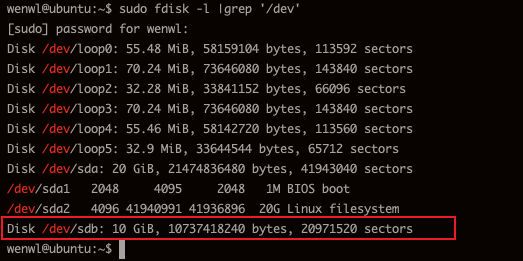 wenwl@ubuntu:~$ sudo fdisk -l |grep '/dev'
[sudo] password for wenwl:
Disk /dev/loop0: 55.48 MiB, 58159104 bytes, 113592 sectors
Disk /dev/loop1: 70.24 MiB, 73646080 bytes, 143840 sectors
Disk /dev/loop2: 32.28 MiB, 33841152 bytes, 66096 sectors
Disk /dev/loop3: 70.24 MiB, 73646080 bytes, 143840 sectors
Disk /dev/loop4: 55.46 MiB, 58142720 bytes, 113560 sectors
Disk /dev/loop5: 32.9 MiB, 33644544 bytes, 65712 sectors
Disk /dev/sda: 20 GiB, 21474836480 bytes, 41943040 sectors
/dev/sda1   2048     4095     2048   1M BIOS boot
/dev/sda2   4096 41940991 41936896  20G Linux filesystem
Disk /dev/sdb: 10 GiB, 10737418240 bytes, 20971520 sectors
wenwl@ubuntu:~$